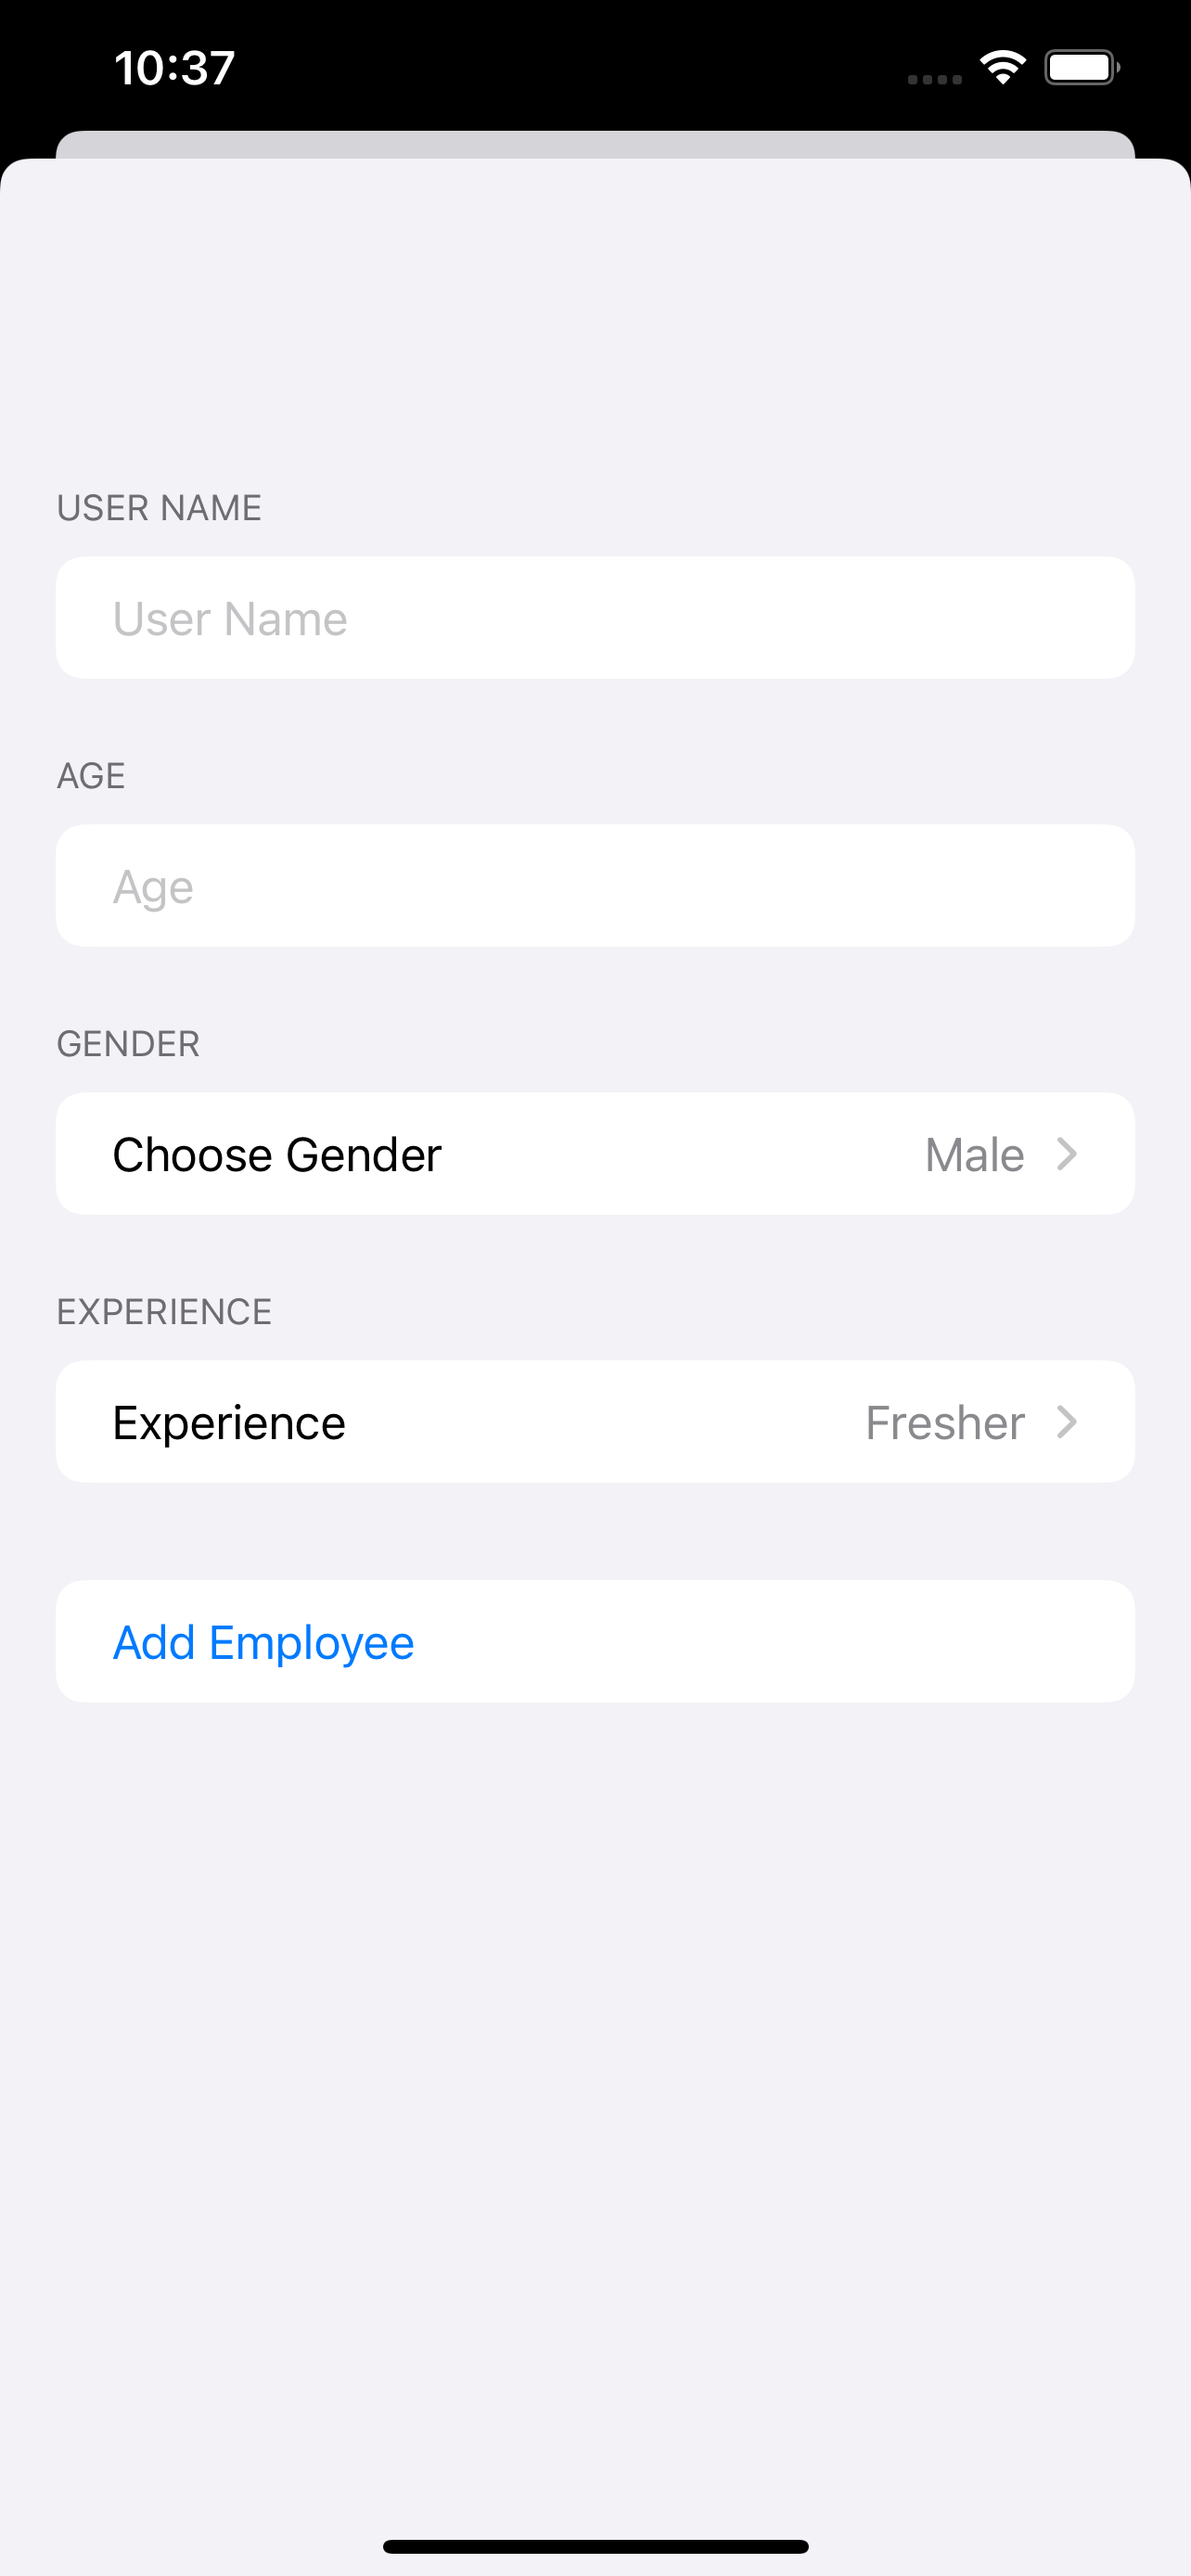 10:37
USER NAME
User Name
AGE
Age
GENDER
Choose Gender Male
EXPERIENCE
Experience Fresher
Add Employee